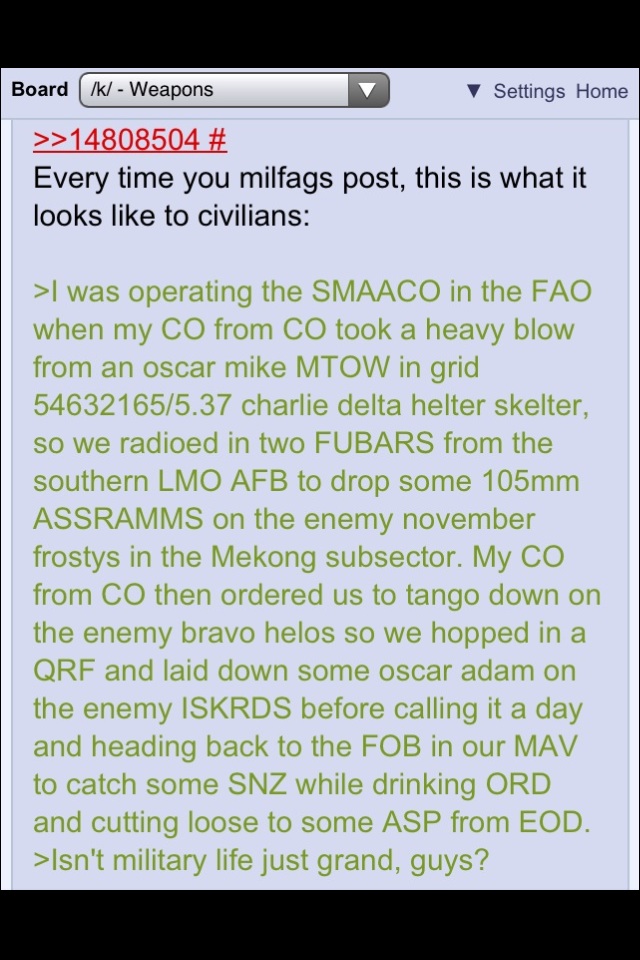 Board /k/ - Weapons ▼ ▼ Settings Home
>>14808504 #
Every time you milfags post, this is what it
looks like to civilians:
>I was operating the SMAACO in the FAO
when my CO from CO took a heavy blow
from an oscar mike MTOW in grid
54632165/5.37 charlie delta helter skelter,
so we radioed in two FUBARS from the
southern LMO AFB to drop some 105mm
ASSRAMMS on the enemy november
frostys in the Mekong subsector. My CO
from CO then ordered us to tango down on
the enemy bravo helos so we hopped in a
QRF and laid down some oscar adam on
the enemy ISKRDS before calling it a day
and heading back to the FOB in our MAV
to catch some SNZ while drinking ORD
and cutting loose to some ASP from EOD.
>Isn't military life just grand, guys?